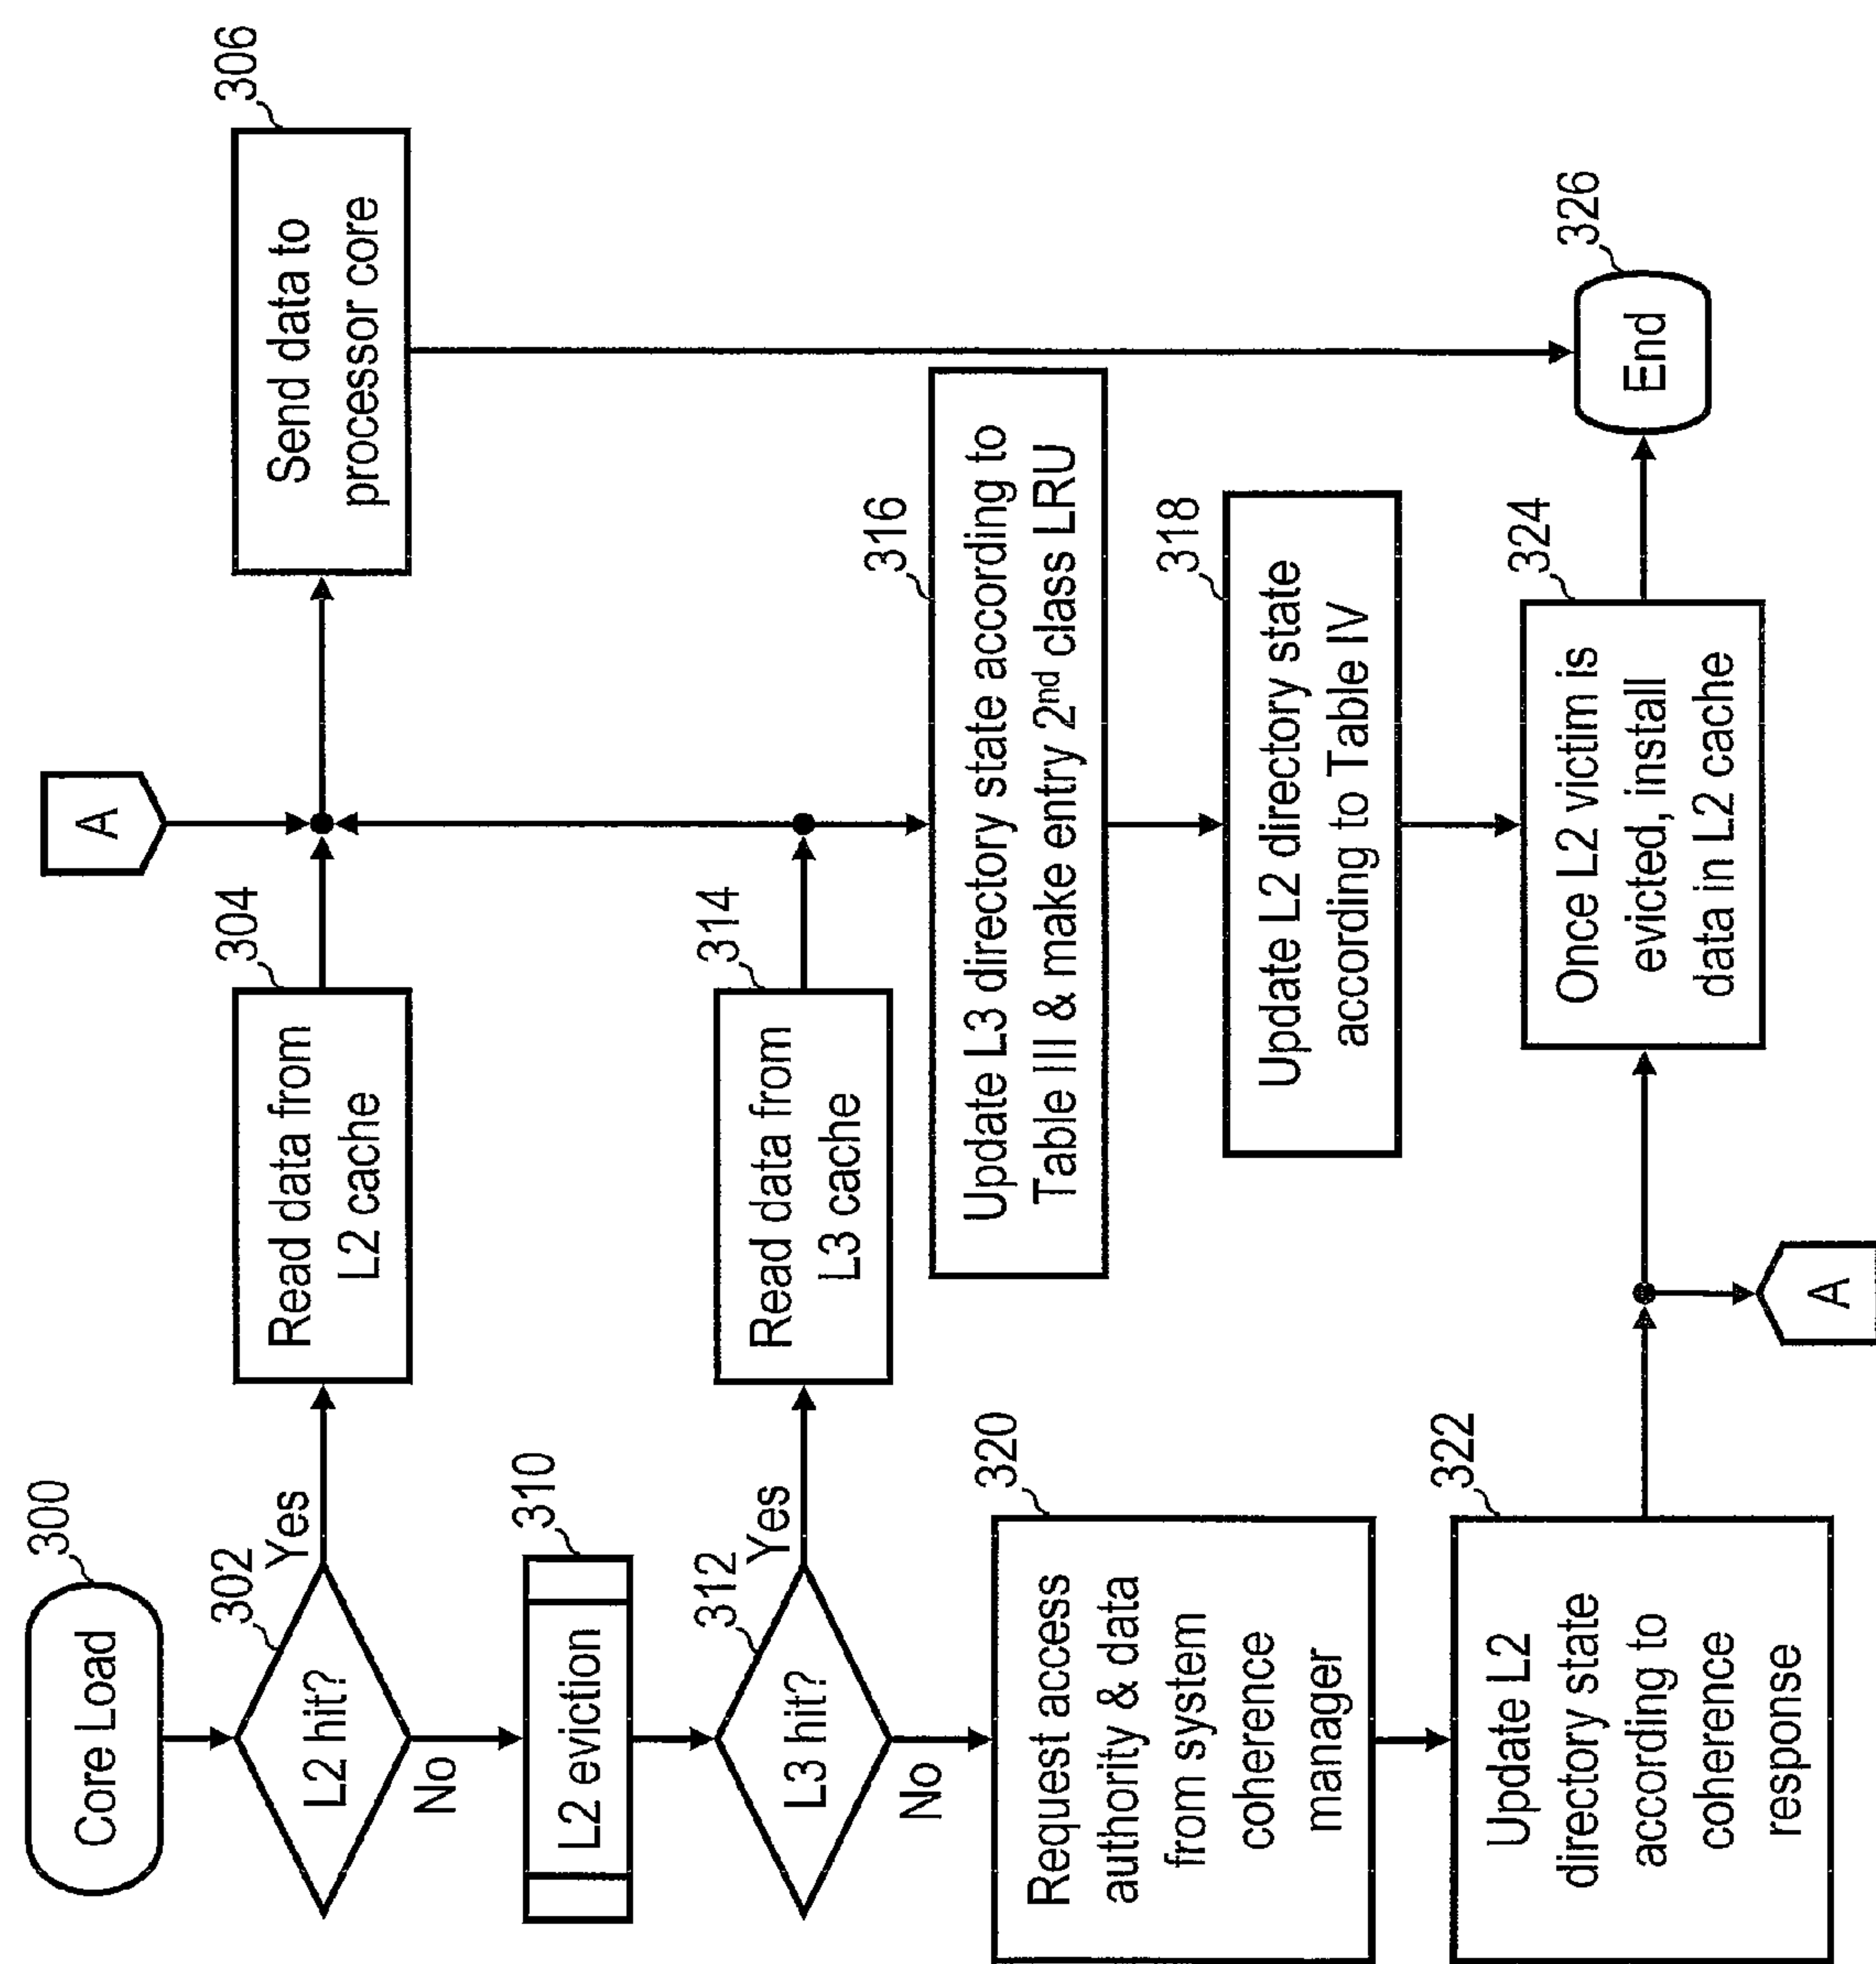 300
Core Load
302
L2 hit?
Yes
No
304
Read data from
L2 cache
A
306
Send data to
processor core
310
L2 eviction
312
L3 hit?
Yes
No
314
Read data from
L3 cache
316
Update L3 directory state according to
Table III & make entry 2nd class LRU
318
Update L2 directory state
according to Table IV
320
Request access
authority & data
from system
coherence
manager
322
Update L2
directory state
according to
coherence
response
A
324
Once L2 victim is
evicted, install
data in L2 cache
326
End